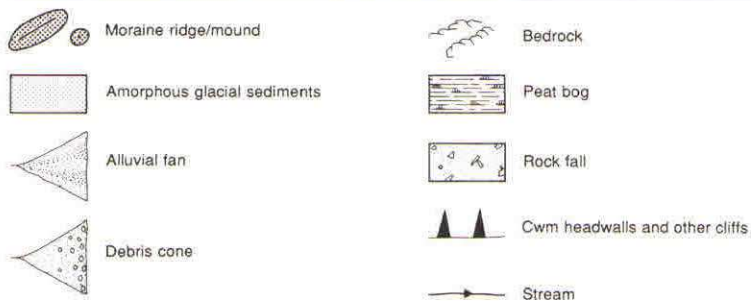 Moraine ridge/mound
Amorphous glacial sediments
Alluvial fan
Debris cone
Bedrock
Peat bog
Rock fall
Cwm headwalls and other cliffs
Stream